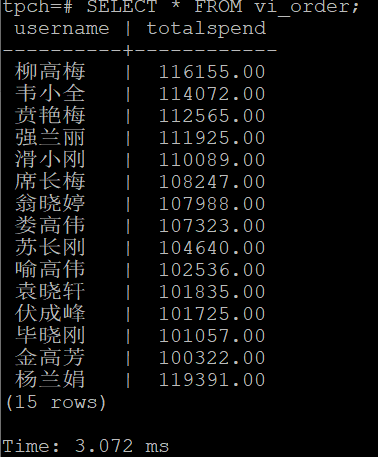 tpch=# SELECT * FROM vi_order;
 username | totalspend
----------+------------
 柳高梅   |  116155.00
 韦小全   |  114072.00
 贲艳梅   |  112565.00
 强兰丽   |  111925.00
 滑小刚   |  110089.00
 席长梅   |  108247.00
 翁晓婷   |  107988.00
 娄高伟   |  107323.00
 苏长刚   |  104640.00
 喻高伟   |  102536.00
 袁晓轩   |  101835.00
 伏成峰   |  101725.00
 毕晓刚   |  101057.00
 金高芳   |  100322.00
 杨兰娟   |  119391.00
(15 rows)
Time: 3.072 ms